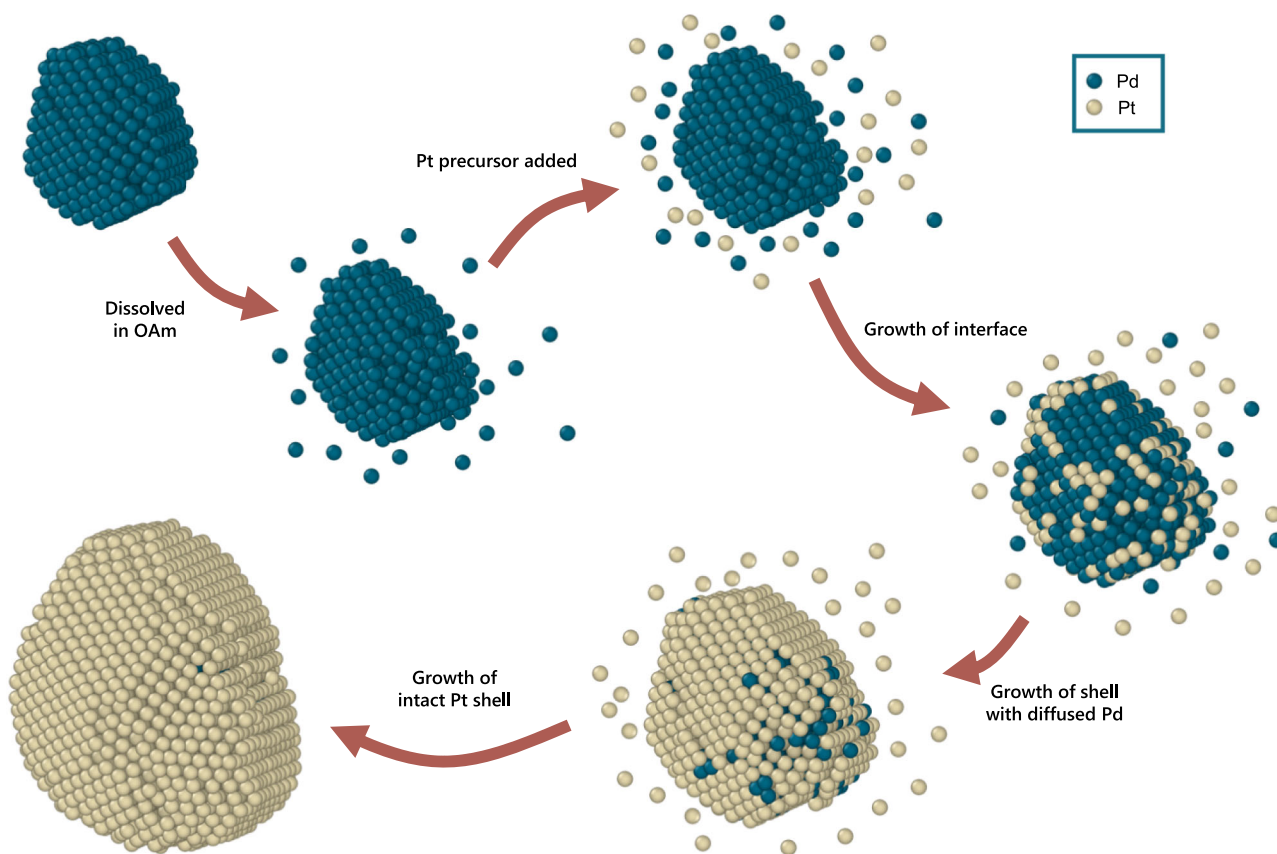 Pd
Pt
Pt precursor added
Dissolved
in OAm
Growth of interface
Growth of
intact Pt shell
Growth of shell
with diffused Pd